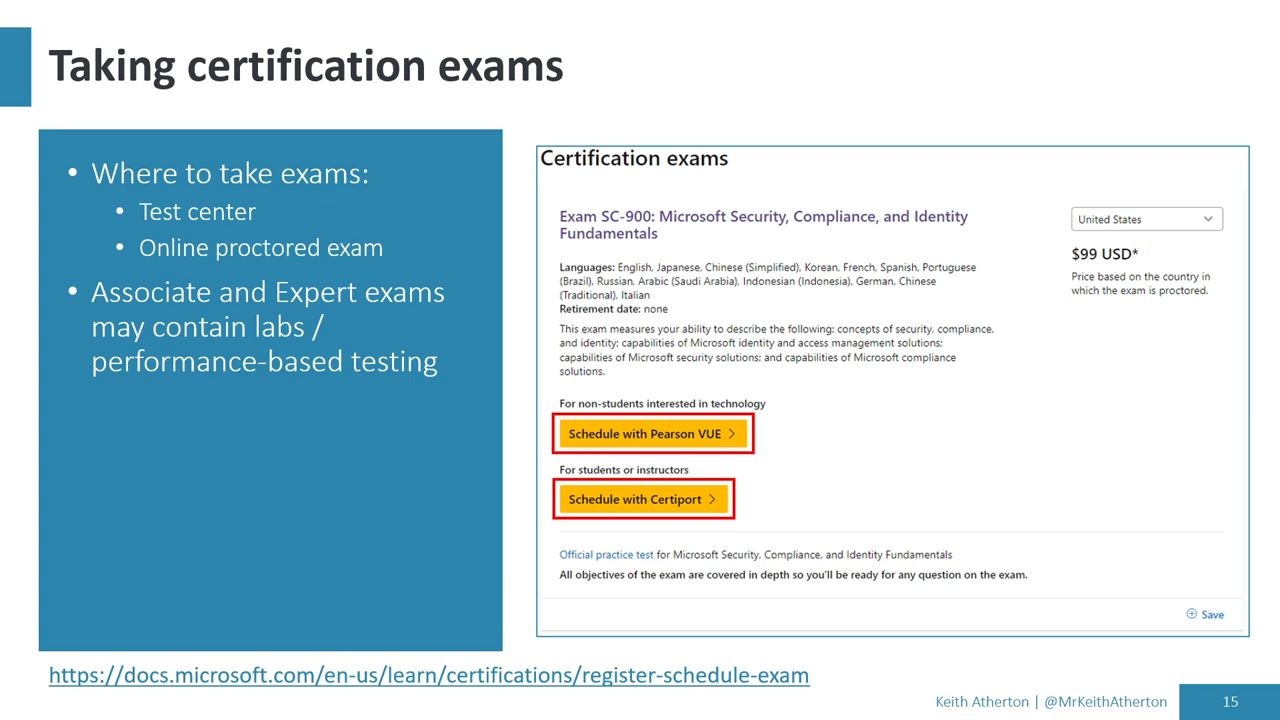 Taking certification exams
• Where to take exams:
• Test center
• Online proctored exam
• Associate and Expert exams
may contain labs /
performance-based testing
Certification exams
Exam SC-900: Microsoft Security, Compliance, and Identity
Fundamentals
Languages: English, Japanese, Chinese (Simplified), Korean, French, Spanish, Portuguese
(Brazil), Russian, Arabic (Saudi Arabia), Indonesian (Indonesia), German, Chinese
(Traditional), Italian
Retirement date: none
This exam measures your ability to describe the following: concepts of security, compliance,
and identity; capabilities of Microsoft identity and access management solutions;
capabilities of Microsoft security solutions; and capabilities of Microsoft compliance
solutions.
United States
$99 USD*
Price based on the country in
which the exam is proctored.
For non-students interested in technology
Schedule with Pearson VUE >
For students or instructors
Schedule with Certiport >
Official practice test for Microsoft Security, Compliance, and Identity Fundamentals
All objectives of the exam are covered in depth so you'll be ready for any question on the exam.
Save
https://docs.microsoft.com/en-us/learn/certifications/register-schedule-exam
Keith Atherton | @MrKeithAtherton
15